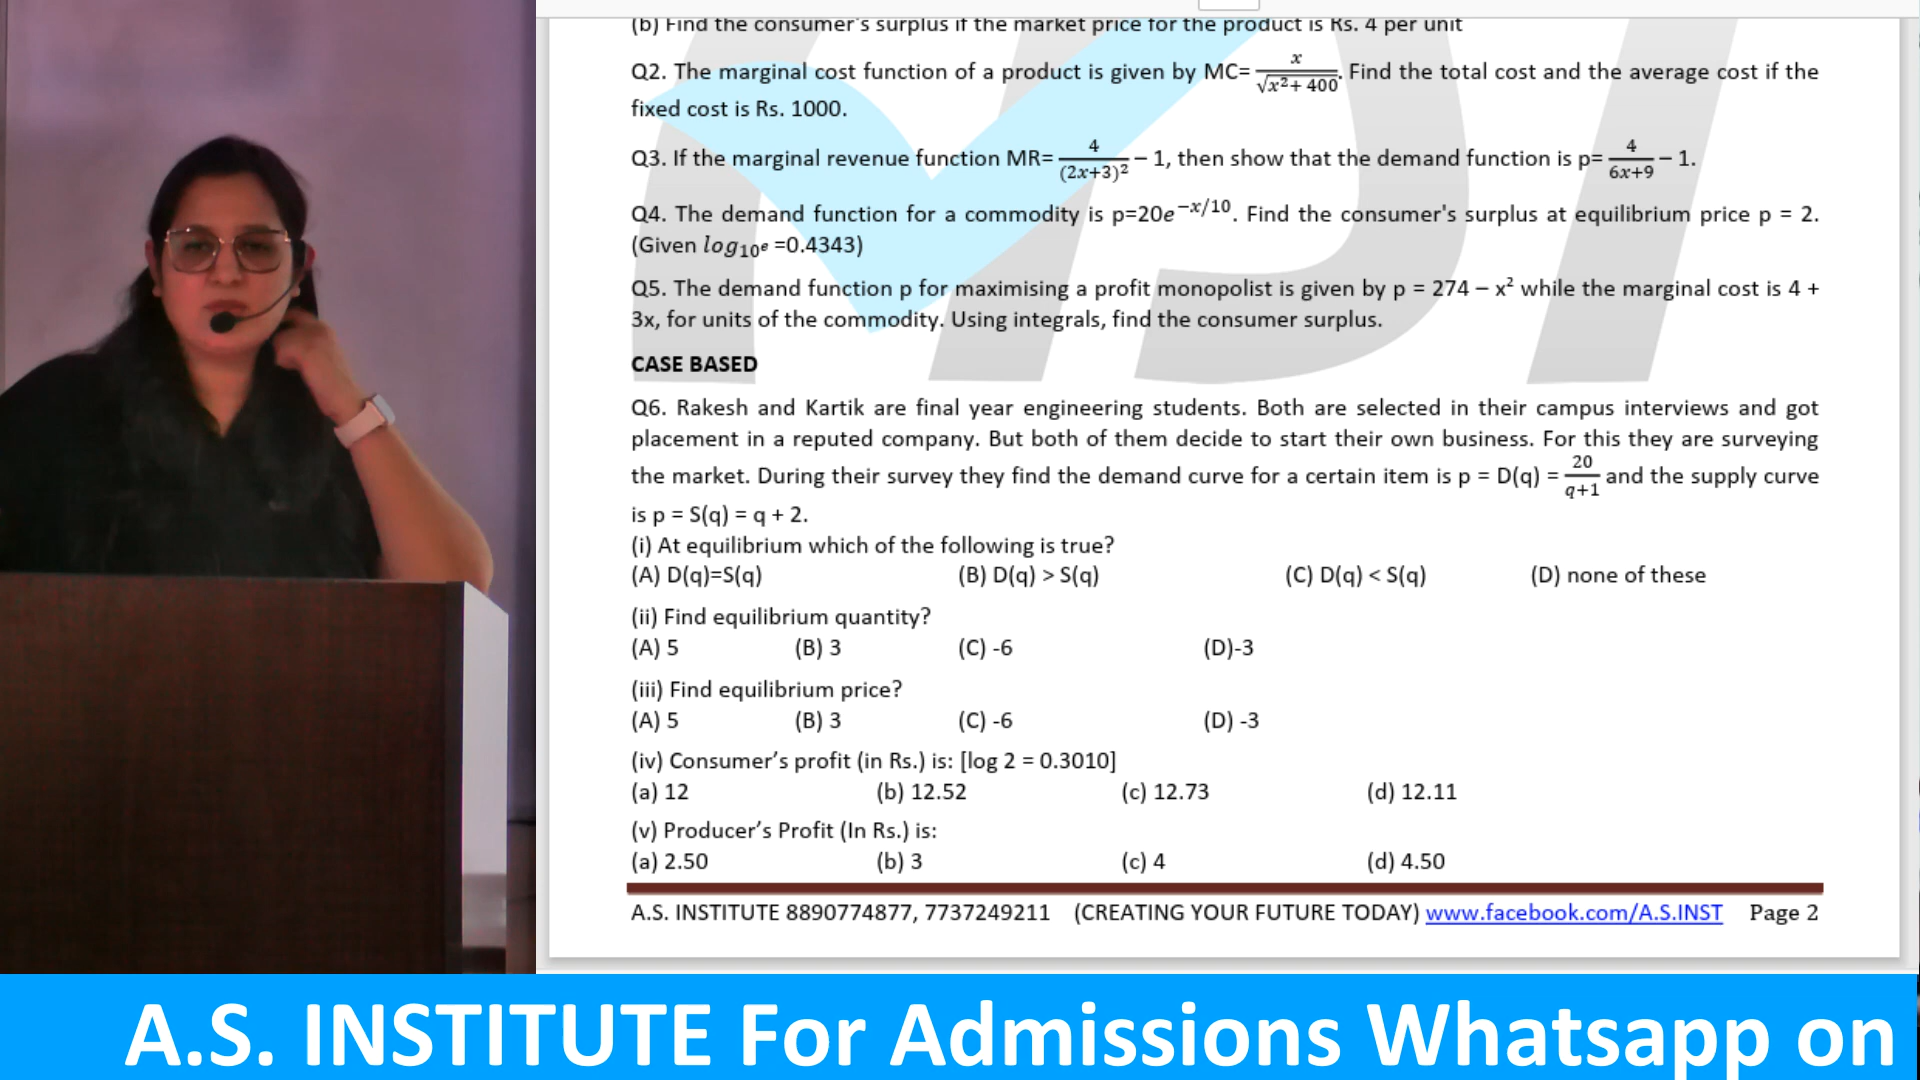 (b) Find the consumer's surplus if the market price for the product is Rs. 4 per unit
Q2. The marginal cost function of a product is given by MC= x/√x²+ 400. Find the total cost and the average cost if the
fixed cost is Rs. 1000.
Q3. If the marginal revenue function MR= 4/(2x+3)² − 1, then show that the demand function is p= 4/6x+9 − 1.
Q4. The demand function for a commodity is p=20e^−x/10. Find the consumer's surplus at equilibrium price p = 2.
(Given log₁₀ᵉ =0.4343)
Q5. The demand function p for maximising a profit monopolist is given by p = 274 – x² while the marginal cost is 4 +
3x, for units of the commodity. Using integrals, find the consumer surplus.
CASE BASED
Q6. Rakesh and Kartik are final year engineering students. Both are selected in their campus interviews and got
placement in a reputed company. But both of them decide to start their own business. For this they are surveying
the market. During their survey they find the demand curve for a certain item is p = D(q) = 20/q+1 and the supply curve
is p = S(q) = q + 2.
(i) At equilibrium which of the following is true?
(A) D(q)=S(q) (B) D(q) > S(q) (C) D(q) < S(q) (D) none of these
(ii) Find equilibrium quantity?
(A) 5 (B) 3 (C) -6 (D)-3
(iii) Find equilibrium price?
(A) 5 (B) 3 (C) -6 (D) -3
(iv) Consumer’s profit (in Rs.) is: [log 2 = 0.3010]
(a) 12 (b) 12.52 (c) 12.73 (d) 12.11
(v) Producer’s Profit (In Rs.) is:
(a) 2.50 (b) 3 (c) 4 (d) 4.50
A.S. INSTITUTE 8890774877, 7737249211 (CREATING YOUR FUTURE TODAY) www.facebook.com/A.S.INST Page 2
A.S. INSTITUTE For Admissions Whatsapp on